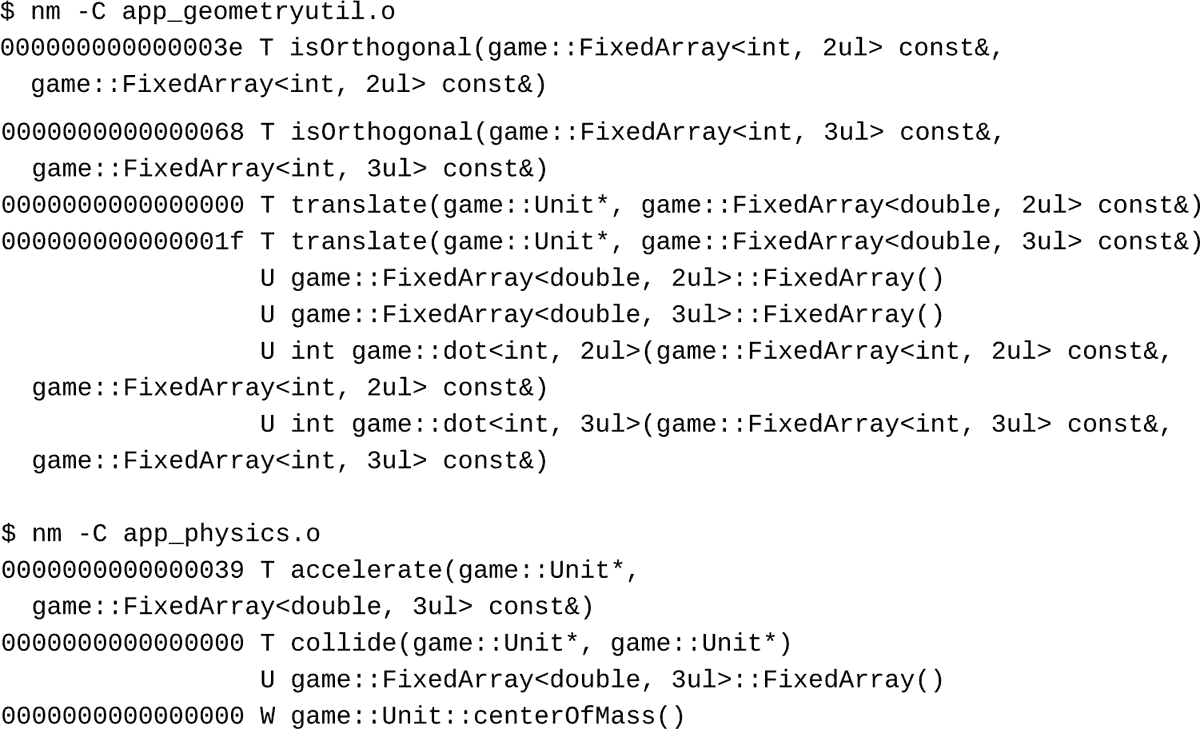 $ nm -C app_geometryutil.o
000000000000003e T isOrthogonal(game::FixedArray<int, 2ul> const&,
  game::FixedArray<int, 2ul> const&)
0000000000000068 T isOrthogonal(game::FixedArray<int, 3ul> const&,
  game::FixedArray<int, 3ul> const&)
0000000000000000 T translate(game::Unit*, game::FixedArray<double, 2ul> const&)
000000000000001f T translate(game::Unit*, game::FixedArray<double, 3ul> const&)
                 U game::FixedArray<double, 2ul>::FixedArray()
                 U game::FixedArray<double, 3ul>::FixedArray()
                 U int game::dot<int, 2ul>(game::FixedArray<int, 2ul> const&,
  game::FixedArray<int, 2ul> const&)
                 U int game::dot<int, 3ul>(game::FixedArray<int, 3ul> const&,
  game::FixedArray<int, 3ul> const&)

$ nm -C app_physics.o
0000000000000039 T accelerate(game::Unit*,
  game::FixedArray<double, 3ul> const&)
0000000000000000 T collide(game::Unit*, game::Unit*)
                 U game::FixedArray<double, 3ul>::FixedArray()
0000000000000000 W game::Unit::centerOfMass()